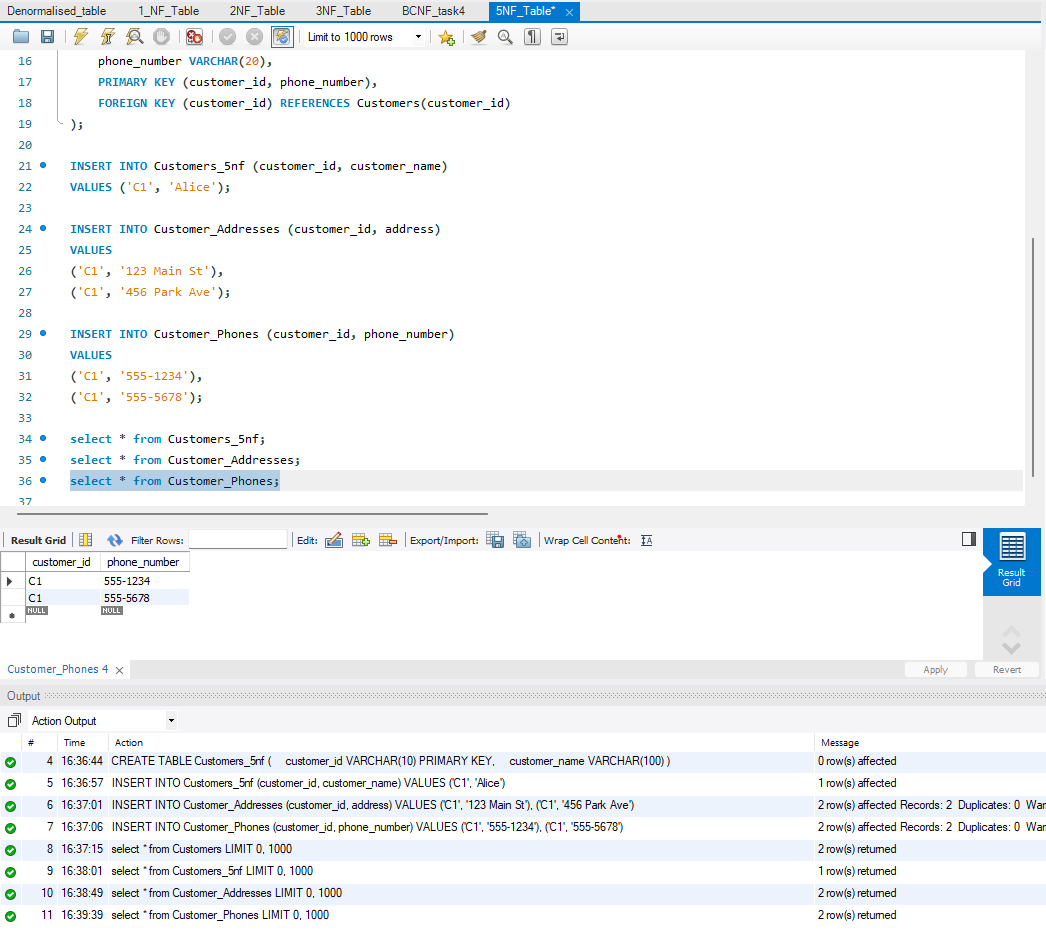 Denormalised_table 1_NF_Table 2NF_Table 3NF_Table BCNF_task4 5NF_Table* ×
Limit to 1000 rows
16 phone_number VARCHAR(20),
17 PRIMARY KEY (customer_id, phone_number),
18 FOREIGN KEY (customer_id) REFERENCES Customers(customer_id)
19 );
20
21 INSERT INTO Customers_5nf (customer_id, customer_name)
22 VALUES ('C1', 'Alice');
23
24 INSERT INTO Customer_Addresses (customer_id, address)
25 VALUES
26 ('C1', '123 Main St'),
27 ('C1', '456 Park Ave');
28
29 INSERT INTO Customer_Phones (customer_id, phone_number)
30 VALUES
31 ('C1', '555-1234'),
32 ('C1', '555-5678');
33
34 select * from Customers_5nf;
35 select * from Customer_Addresses;
36 select * from Customer_Phones;
37
Result Grid Filter Rows: Edit: Export/Import: Wrap Cell Content:
customer_id phone_number
C1 555-1234
C1 555-5678
NULL NULL
Result
Grid
Customer_Phones 4 × Apply Revert
Output
Action Output
# Time Action Message
4 16:36:44 CREATE TABLE Customers_5nf ( customer_id VARCHAR(10) PRIMARY KEY, customer_name VARCHAR(100) ) 0 row(s) affected
5 16:36:57 INSERT INTO Customers_5nf (customer_id, customer_name) VALUES ('C1', 'Alice') 1 row(s) affected
6 16:37:01 INSERT INTO Customer_Addresses (customer_id, address) VALUES ('C1', '123 Main St'), ('C1', '456 Park Ave') 2 row(s) affected Records: 2 Duplicates: 0 War
7 16:37:06 INSERT INTO Customer_Phones (customer_id, phone_number) VALUES ('C1', '555-1234'), ('C1', '555-5678') 2 row(s) affected Records: 2 Duplicates: 0 War
8 16:37:15 select * from Customers LIMIT 0, 1000 2 row(s) returned
9 16:38:01 select * from Customers_5nf LIMIT 0, 1000 1 row(s) returned
10 16:38:49 select * from Customer_Addresses LIMIT 0, 1000 2 row(s) returned
11 16:39:39 select * from Customer_Phones LIMIT 0, 1000 2 row(s) returned